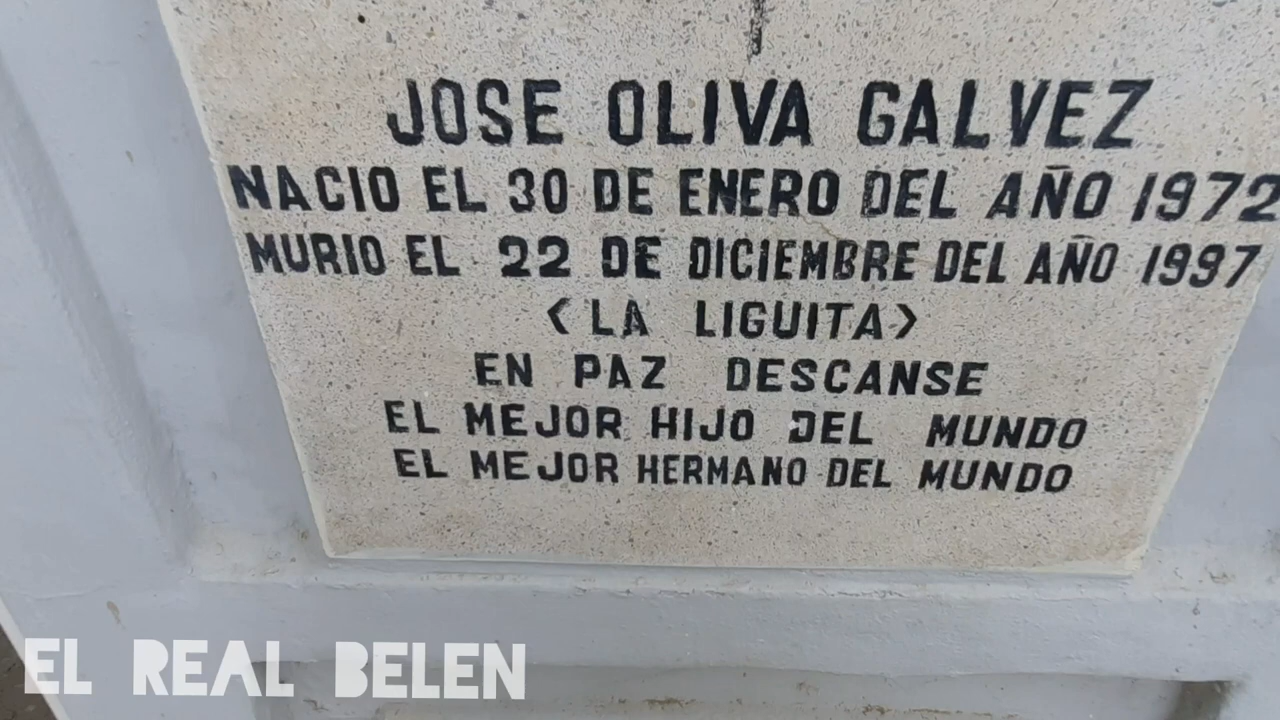 JOSE OLIVA GALVEZ
NACIO EL 30 DE ENERO DEL AÑO 1972
MURIO EL 22 DE DICIEMBRE DEL AÑO 1997
<LA LIGUITA>
EN PAZ DESCANSE
EL MEJOR HIJO DEL MUNDO
EL MEJOR HERMANO DEL MUNDO
EL REAL BELEN